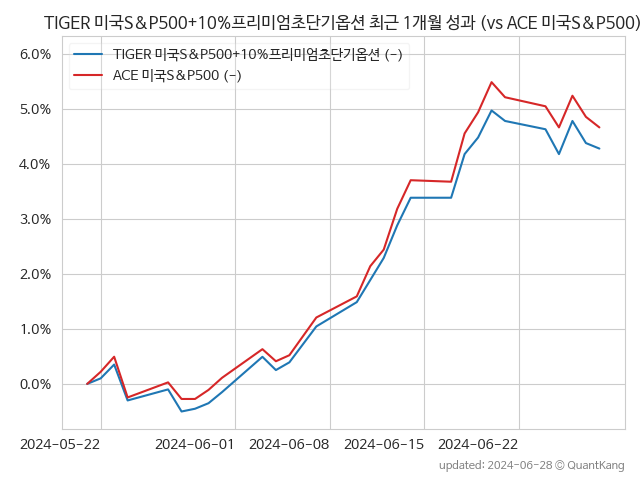 TIGER 미국S&P500+10%프리미엄초단기옵션 최근 1개월 성과 (vs ACE 미국S&P500)
6.0%
TIGER 미국S&P500+10%프리미엄초단기옵션 (-)
ACE 미국S&P500 (-)
5.0%
4.0%
3.0%
2.0%
1.0%
0.0%
2024-05-22 2024-06-01 2024-06-08 2024-06-15 2024-06-22
updated: 2024-06-28 © QuantKang